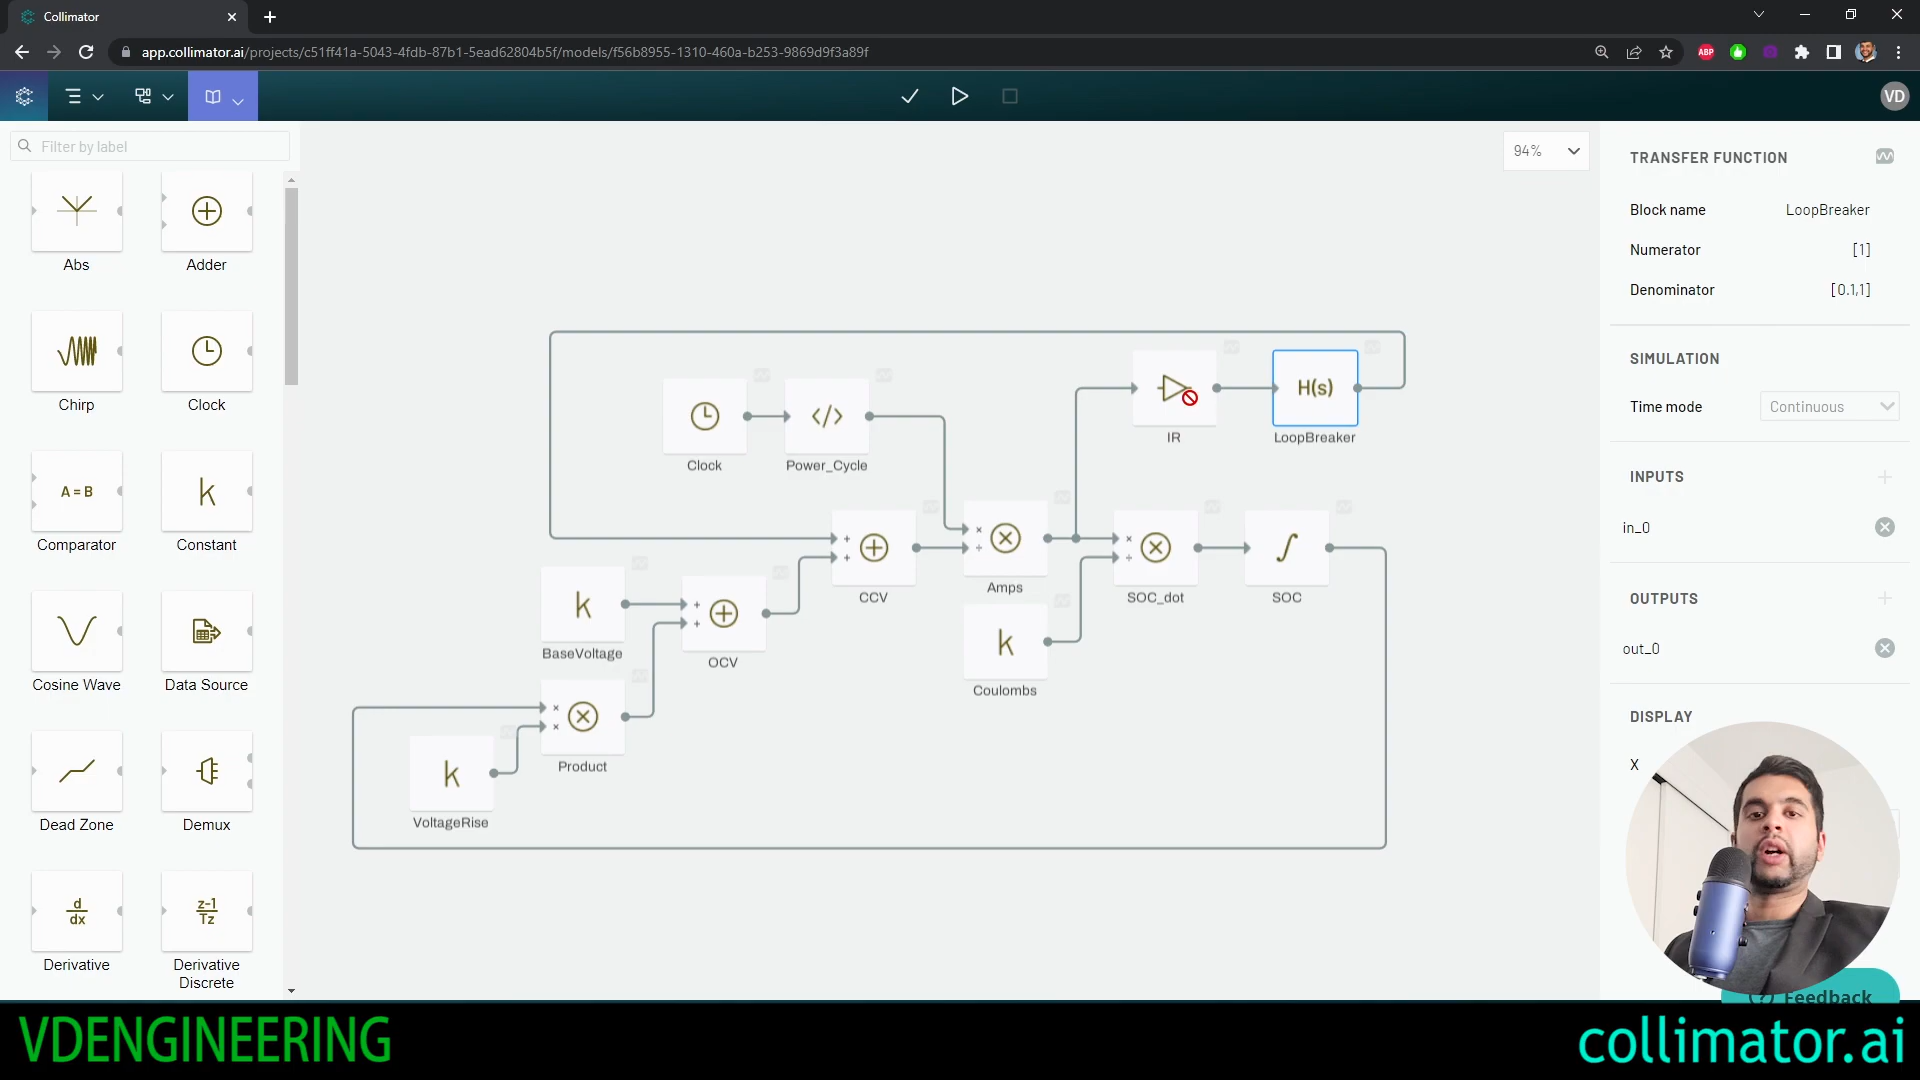 Collimator
app.collimator.ai/projects/c51ff41a-5043-4fdb-87b1-5ead62804b5f/models/f56b8955-1310-460a-b253-9869d9f3a89f
ABP
VD
Filter by label
94%
Abs
Adder
Chirp
Clock
A = B
k
Comparator
Constant
Cosine Wave
Data Source
Dead Zone
Demux
d
dx
z-1
Tz
Derivative
Derivative
Discrete
Clock
</>
Power_Cycle
IR
H(s)
LoopBreaker
+
+
CCV
×
÷
Amps
×
÷
SOC_dot
∫
SOC
k
BaseVoltage
+
+
OCV
k
Coulombs
×
×
Product
k
VoltageRise
TRANSFER FUNCTION
Block name LoopBreaker
Numerator [1]
Denominator [0.1,1]
SIMULATION
Time mode Continuous
INPUTS
in_0
OUTPUTS
out_0
DISPLAY
X
Feedback
VDENGINEERING
collimator.ai